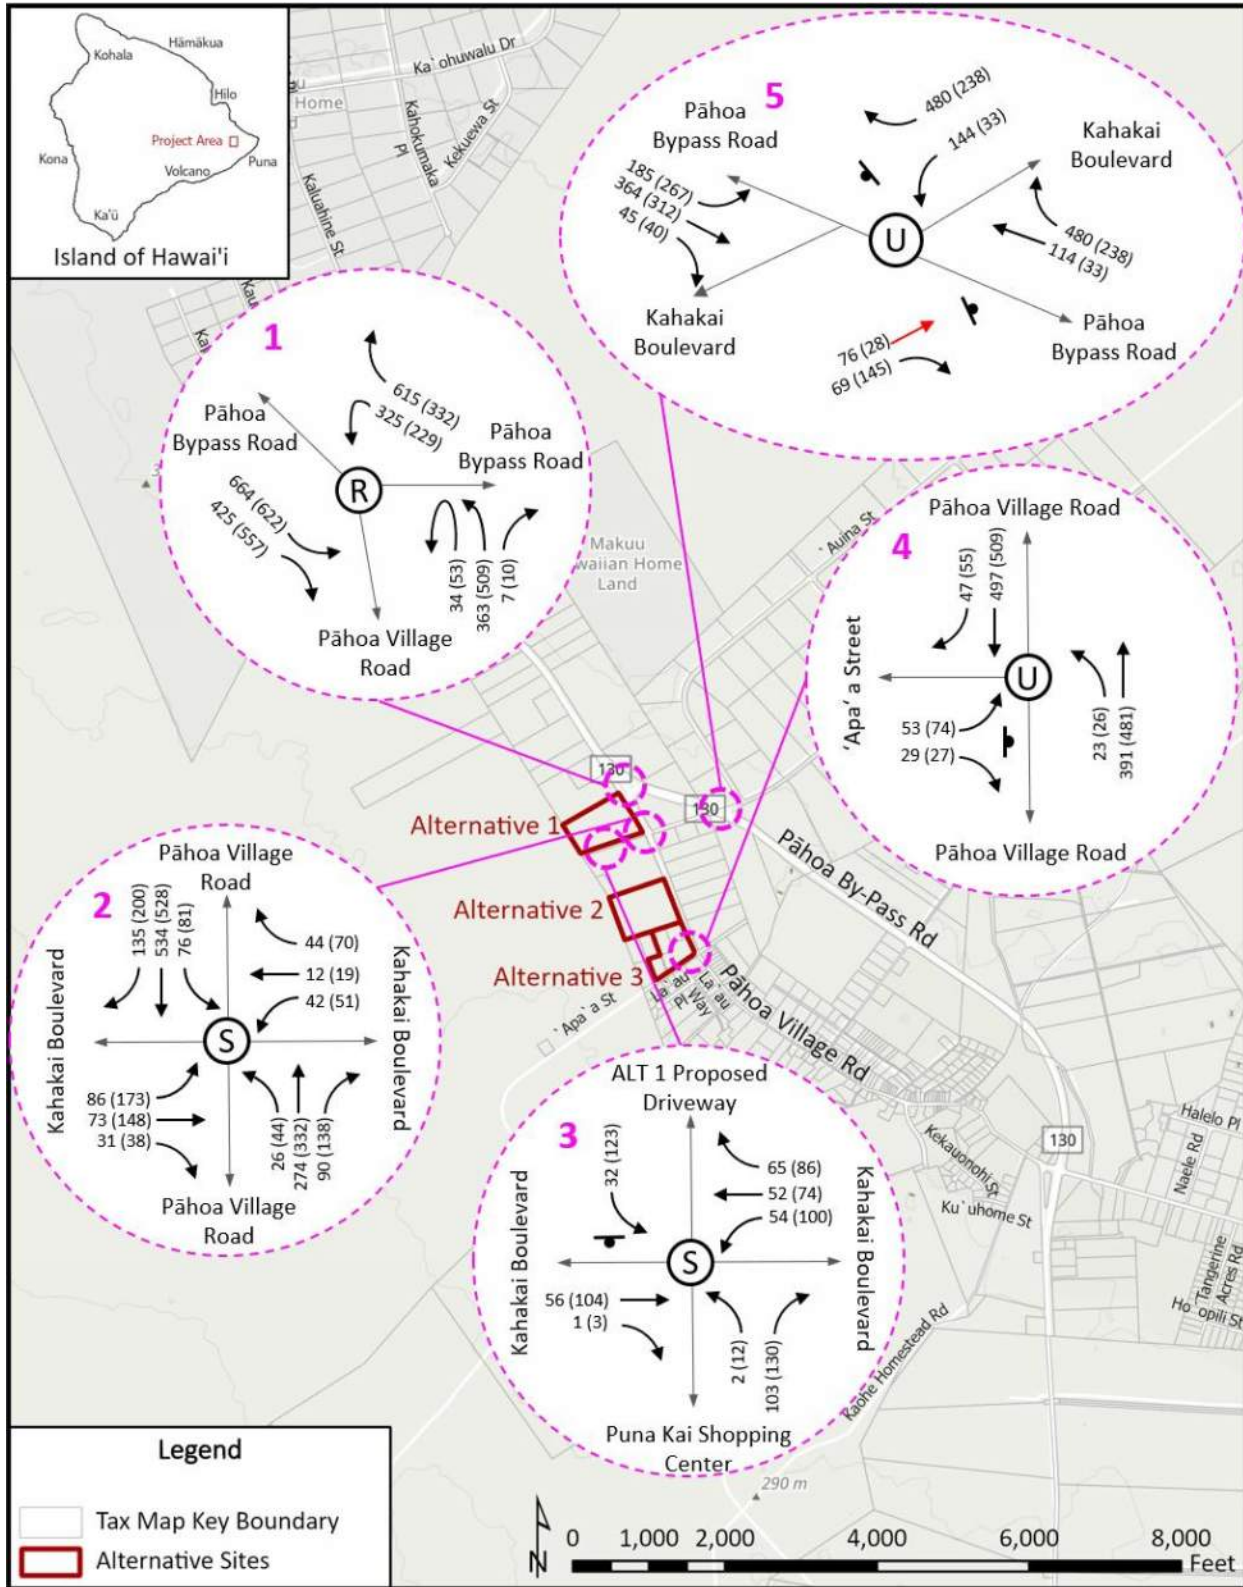 Kohala
Hāmākua
Hilo
Project Area
Kona
Puna
Volcano
Ka'ū
Island of Hawai'i
Ka`ohuwalu Dr
Home
Kahokumaka
Pl
Kekuewa St
Kaluahine St
5
Pāhoa
Bypass Road
480 (238)
144 (33)
Kahakai
Boulevard
185 (267)
364 (312)
45 (40)
U
480 (238)
114 (33)
Kahakai
Boulevard
76 (28)
69 (145)
Pāhoa
Bypass Road
1
Pāhoa
Bypass Road
615 (332)
325 (229)
Pāhoa
Bypass Road
R
664 (622)
425 (557)
34 (53)
363 (509)
7 (10)
Pāhoa Village
Road
Makuu
waiian Home
Land
`Auina St
4
Pāhoa Village Road
47 (55)
497 (509)
'Apa'a Street
U
53 (74)
29 (27)
23 (26)
391 (481)
Pāhoa Village Road
130
130
Alternative 1
Alternative 2
Alternative 3
Pāhoa By-Pass Rd
Pāhoa Village Rd
La`au
Pl
La`au
Way
`Apa`a St
2
Pāhoa Village
Road
135 (200)
534 (528)
76 (81)
44 (70)
12 (19)
42 (51)
Kahakai Boulevard
S
Kahakai Boulevard
86 (173)
73 (148)
31 (38)
26 (44)
274 (332)
90 (138)
Pāhoa Village
Road
3
ALT 1 Proposed
Driveway
32 (123)
65 (86)
52 (74)
54 (100)
Kahakai Boulevard
S
Kahakai Boulevard
56 (104)
1 (3)
2 (12)
103 (130)
Puna Kai Shopping
Center
130
Kekauonohi St
Ku`uhome St
Halelo Pl
Naele Rd
Tangerine
Acres Rd
Ho`opili St
Kaohe Homestead Rd
290 m
Legend
Tax Map Key Boundary
Alternative Sites
N
0
1,000
2,000
4,000
6,000
8,000
Feet